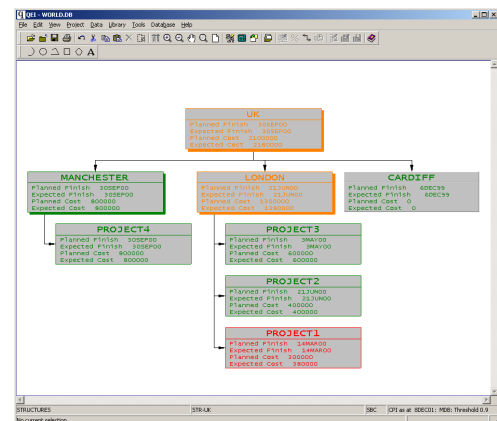 QEI - WORLD.DB
File Edit View Project Data Library Tools DataBase Help
A
UK
Planned Finish 30SEP00
Expected Finish 30SEP00
Planned Cost 2100000
Expected Cost 2180000
MANCHESTER
Planned Finish 30SEP00
Expected Finish 30SEP00
Planned Cost 800000
Expected Cost 800000
LONDON
Planned Finish 21JUN00
Expected Finish 21JUN00
Planned Cost 1300000
Expected Cost 1380000
CARDIFF
Planned Finish 6DEC99
Expected Finish 6DEC99
Planned Cost 0
Expected Cost 0
PROJECT4
Planned Finish 30SEP00
Expected Finish 30SEP00
Planned Cost 800000
Expected Cost 800000
PROJECT3
Planned Finish 3MAY00
Expected Finish 3MAY00
Planned Cost 600000
Expected Cost 600000
PROJECT2
Planned Finish 21JUN00
Expected Finish 21JUN00
Planned Cost 400000
Expected Cost 400000
PROJECT1
Planned Finish 14MAR00
Expected Finish 14MAR00
Planned Cost 300000
Expected Cost 380000
STRUCTURES STR-UK SBC CPI as at 8DEC01: MDB: Threshold 0.9
No current selection